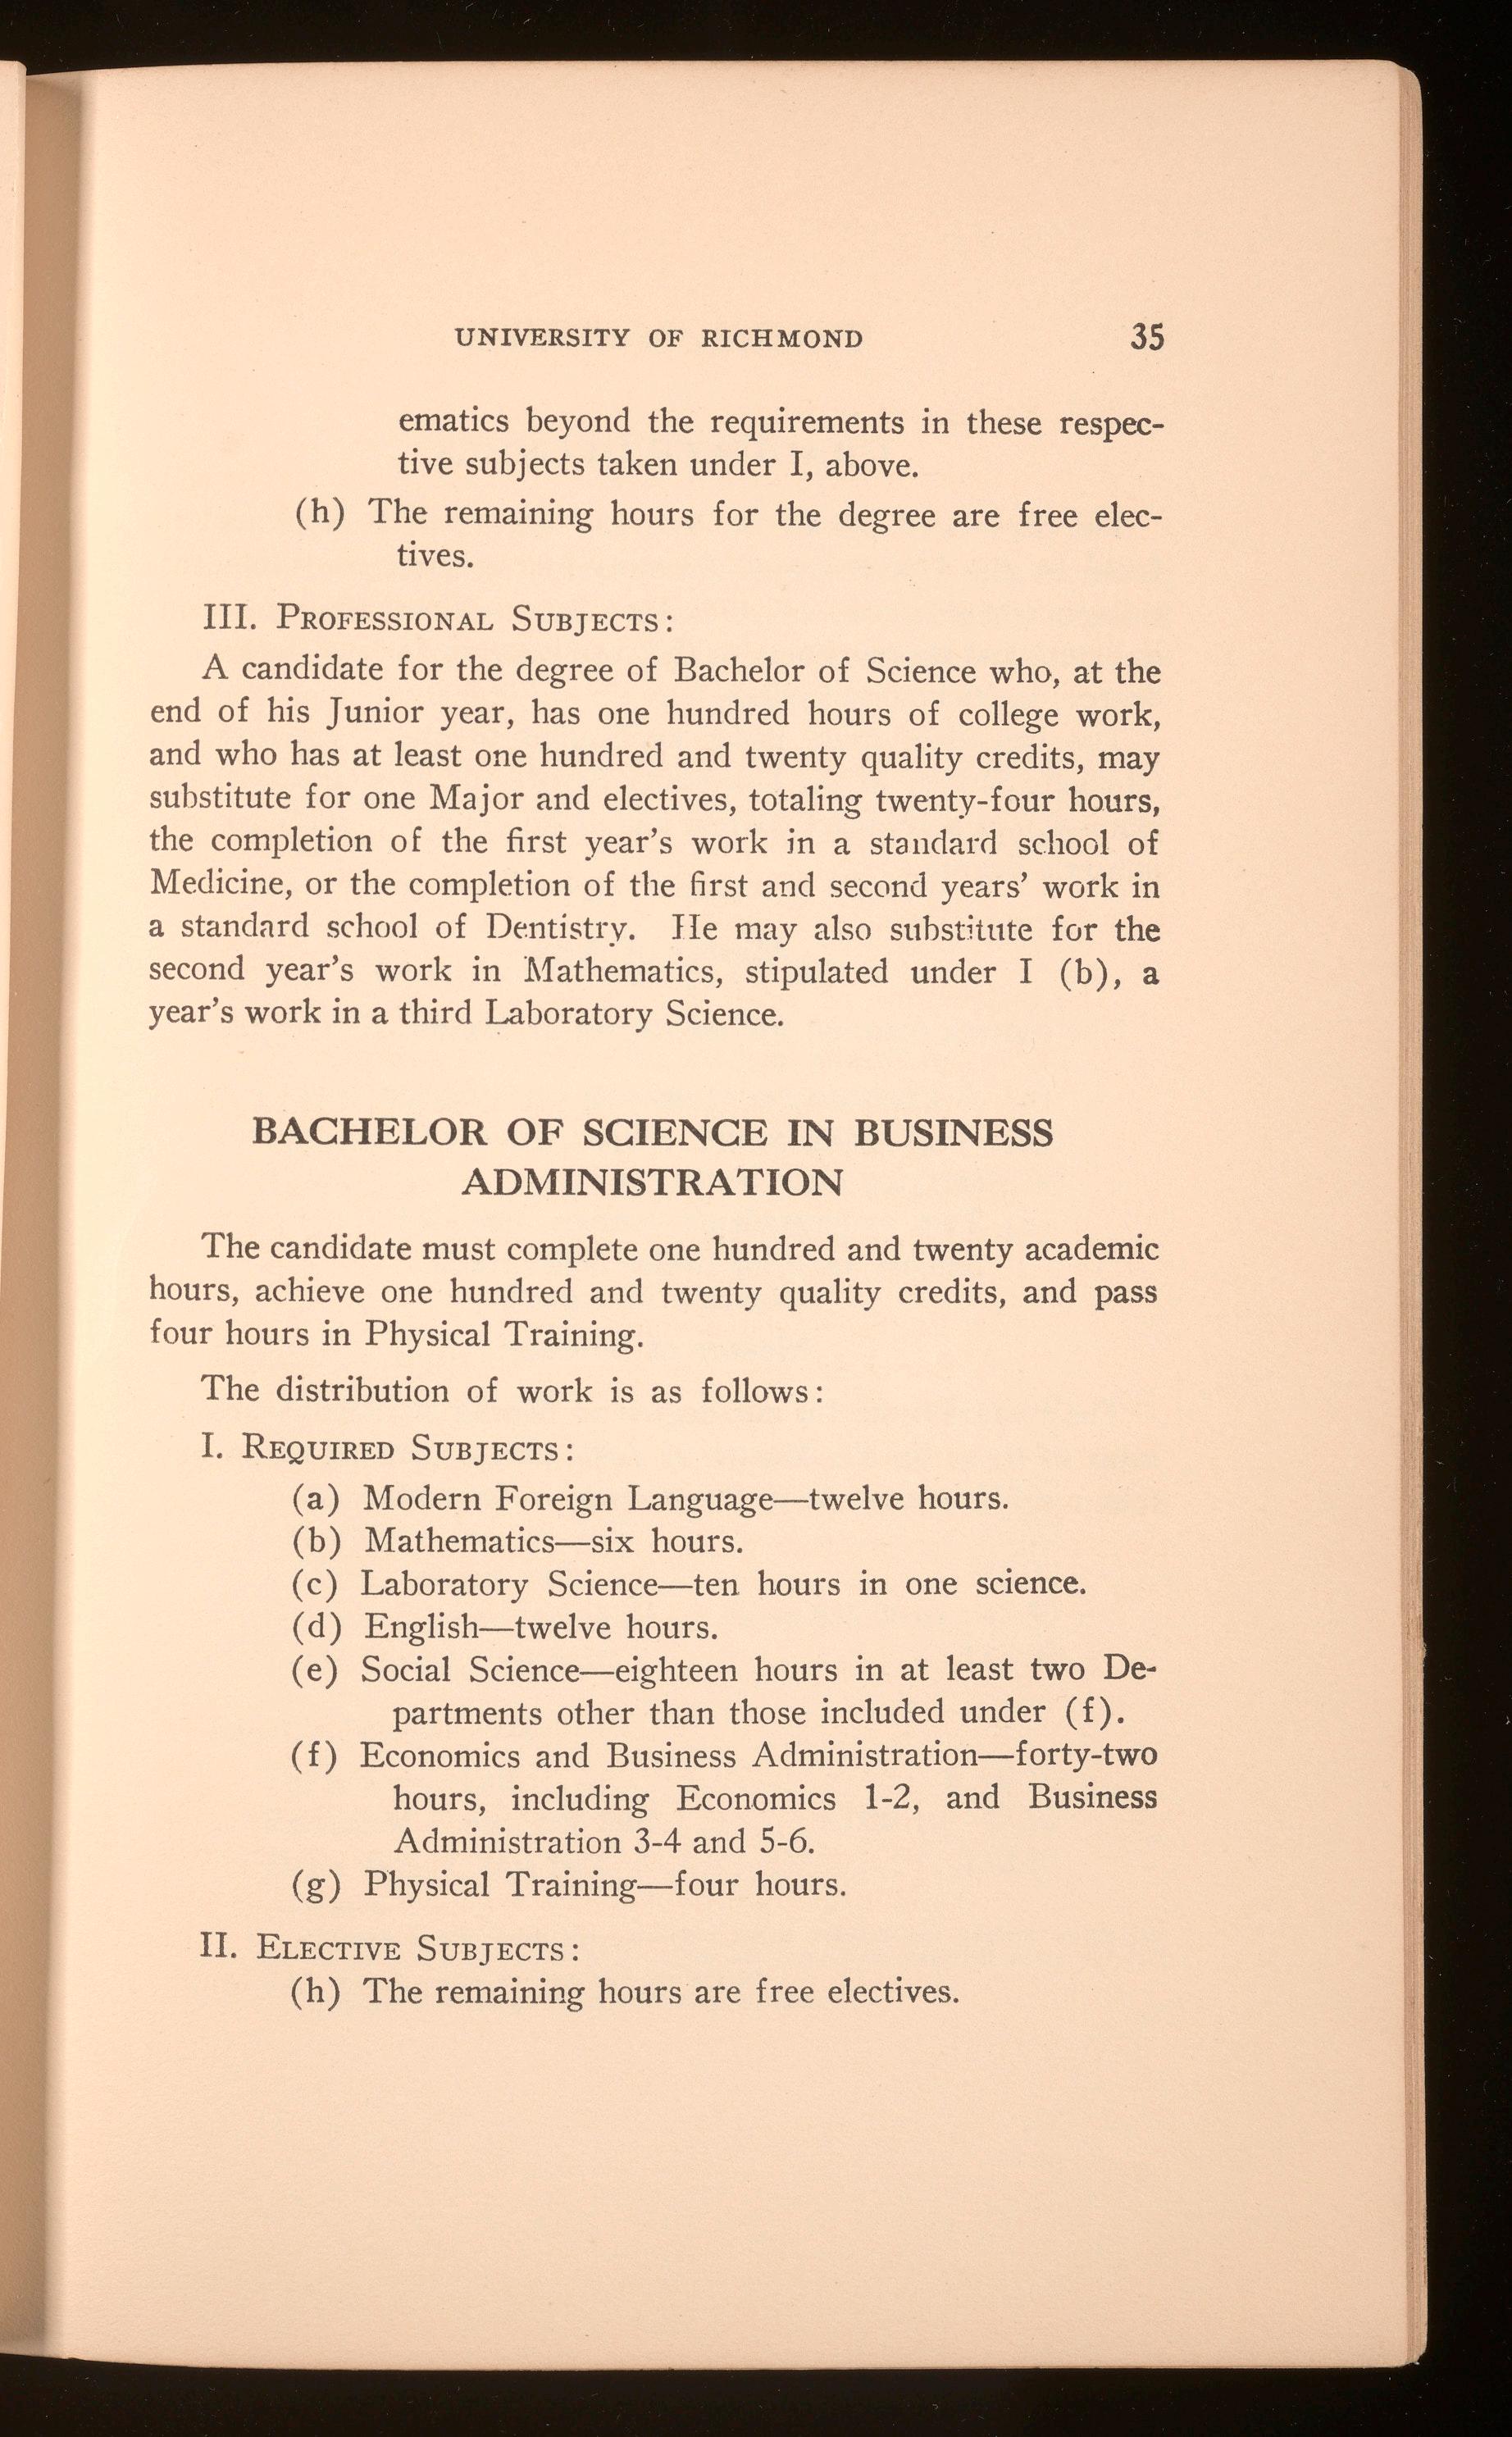 UNIVERSITY OF RICHMOND 35
ematics beyond the requirements in these respec-
tive subjects taken under I, above.
(h) The remaining hours for the degree are free elec-
tives.
III. PROFESSIONAL SUBJECTS:
A candidate for the degree of Bachelor of Science who, at the
end of his Junior year, has one hundred hours of college work,
and who has at least one hundred and twenty quality credits, may
substitute for one Major and electives, totaling twenty-four hours,
the completion of the first year's work in a standard school of
Medicine, or the completion of the first and second years' work in
a standard school of Dentistry. He may also substitute for the
second year's work in Mathematics, stipulated under I (b), a
year's work in a third Laboratory Science.
BACHELOR OF SCIENCE IN BUSINESS
ADMINISTRATION
The candidate must complete one hundred and twenty academic
hours, achieve one hundred and twenty quality credits, and pass
four hours in Physical Training.
The distribution of work is as follows:
I. REQUIRED SUBJECTS:
(a) Modern Foreign Language—twelve hours.
(b) Mathematics—six hours.
(c) Laboratory Science—ten hours in one science.
(d) English—twelve hours.
(e) Social Science—eighteen hours in at least two De-
partments other than those included under (f).
(f) Economics and Business Administration—forty-two
hours, including Economics 1-2, and Business
Administration 3-4 and 5-6.
(g) Physical Training—four hours.
II. ELECTIVE SUBJECTS:
(h) The remaining hours are free electives.